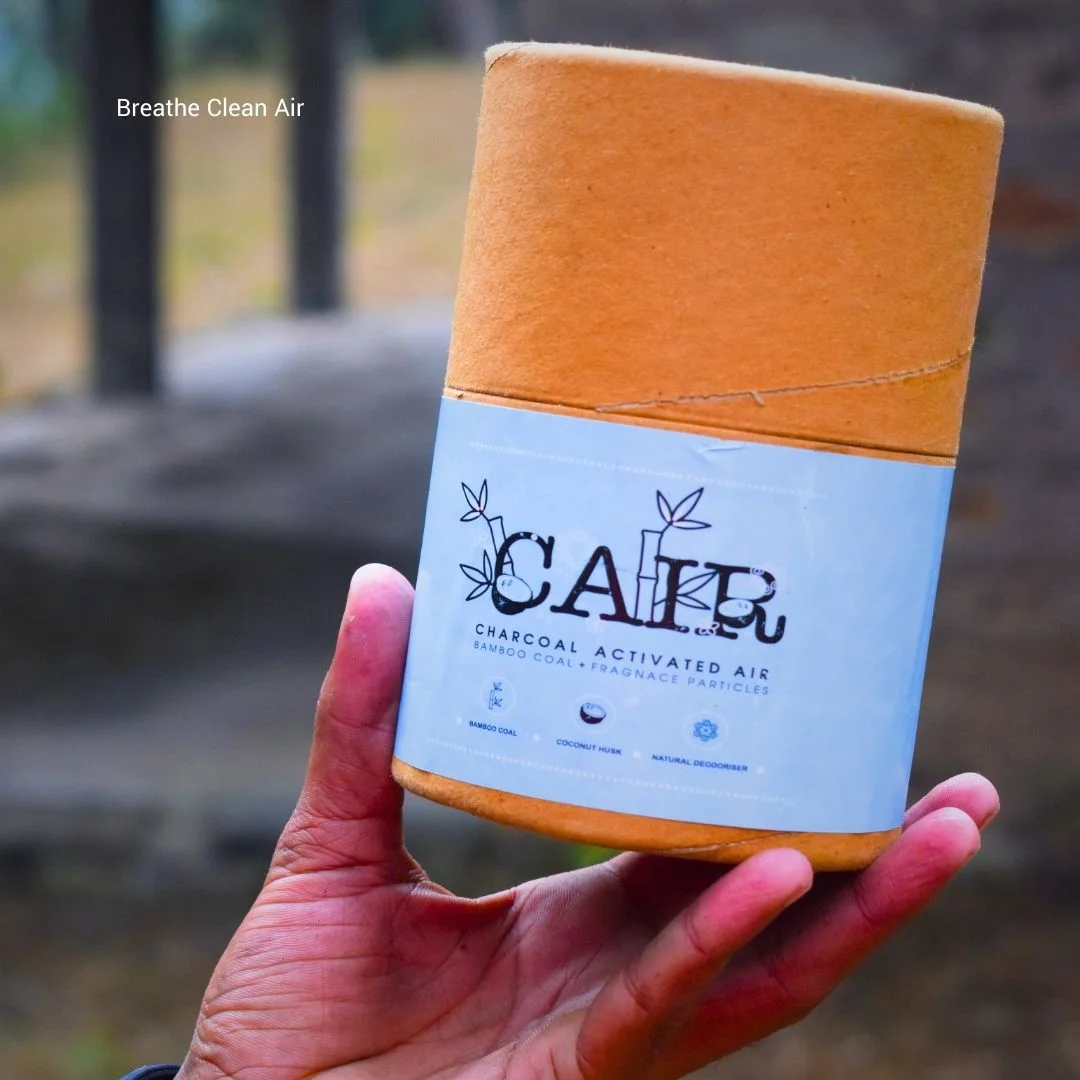 Breathe Clean Air
CAIR
CHARCOAL ACTIVATED AIR
BAMBOO COAL + FRAGNACE PARTICLES
BAMBOO COAL
COCONUT HUSK
NATURAL DEODORISER